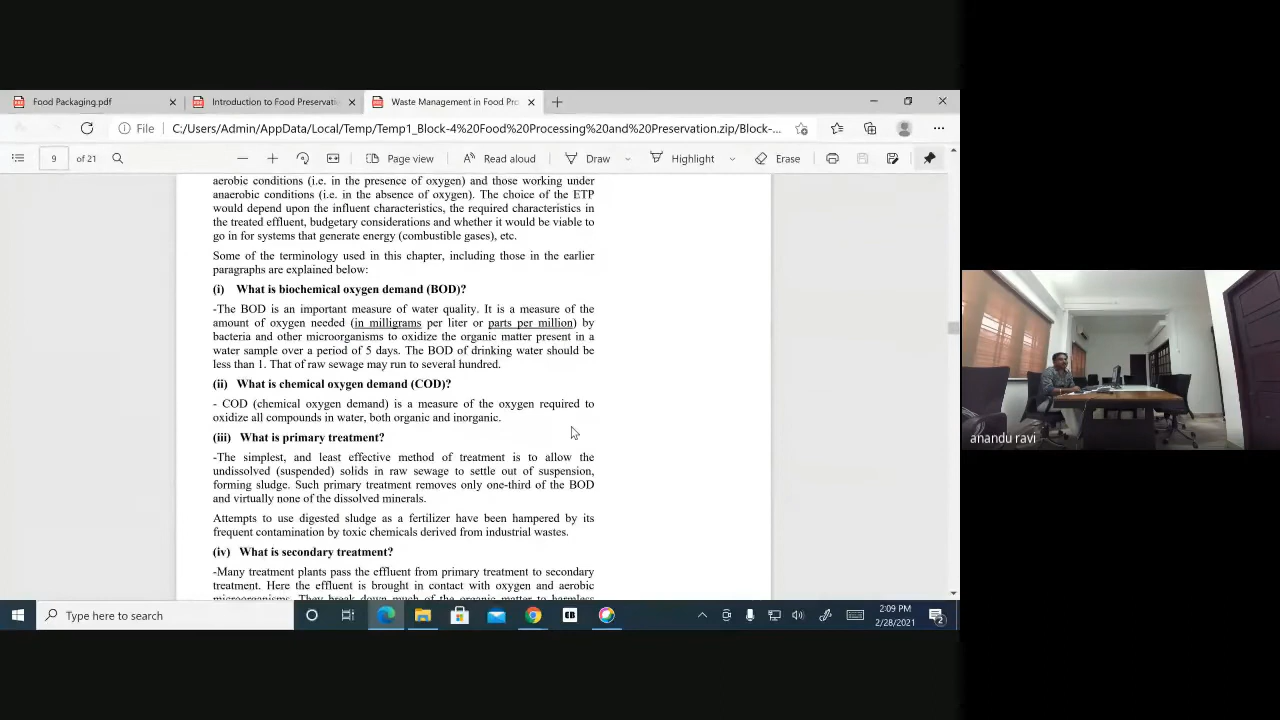 Food Packaging.pdf
Introduction to Food Preservati
Waste Management in Food Pro
File
C:/Users/Admin/AppData/Local/Temp/Temp1_Block-4%20Food%20Processing%20and%20Preservation.zip/Block-...
9 of 21
Page view
Read aloud
Draw
Highlight
Erase
aerobic conditions (i.e. in the presence of oxygen) and those working under
anaerobic conditions (i.e. in the absence of oxygen). The choice of the ETP
would depend upon the influent characteristics, the required characteristics in
the treated effluent, budgetary considerations and whether it would be viable to
go in for systems that generate energy (combustible gases), etc.
Some of the terminology used in this chapter, including those in the earlier
paragraphs are explained below:
(i) What is biochemical oxygen demand (BOD)?
-The BOD is an important measure of water quality. It is a measure of the
amount of oxygen needed (in milligrams per liter or parts per million) by
bacteria and other microorganisms to oxidize the organic matter present in a
water sample over a period of 5 days. The BOD of drinking water should be
less than 1. That of raw sewage may run to several hundred.
(ii) What is chemical oxygen demand (COD)?
- COD (chemical oxygen demand) is a measure of the oxygen required to
oxidize all compounds in water, both organic and inorganic.
(iii) What is primary treatment?
-The simplest, and least effective method of treatment is to allow the
undissolved (suspended) solids in raw sewage to settle out of suspension,
forming sludge. Such primary treatment removes only one-third of the BOD
and virtually none of the dissolved minerals.
Attempts to use digested sludge as a fertilizer have been hampered by its
frequent contamination by toxic chemicals derived from industrial wastes.
(iv) What is secondary treatment?
-Many treatment plants pass the effluent from primary treatment to secondary
treatment. Here the effluent is brought in contact with oxygen and aerobic
microorganisms. They break down much of the organic matter to harmless
anandu ravi
Type here to search
2:09 PM
2/28/2021
2